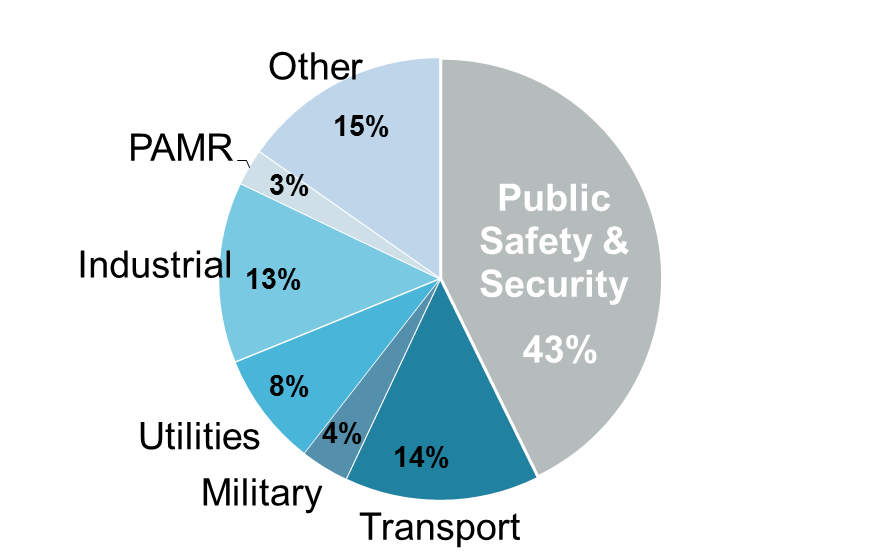 Other
15%
PAMR
3%
Public
Safety &
Security
43%
Industrial
13%
8%
Utilities
4%
14%
Military
Transport